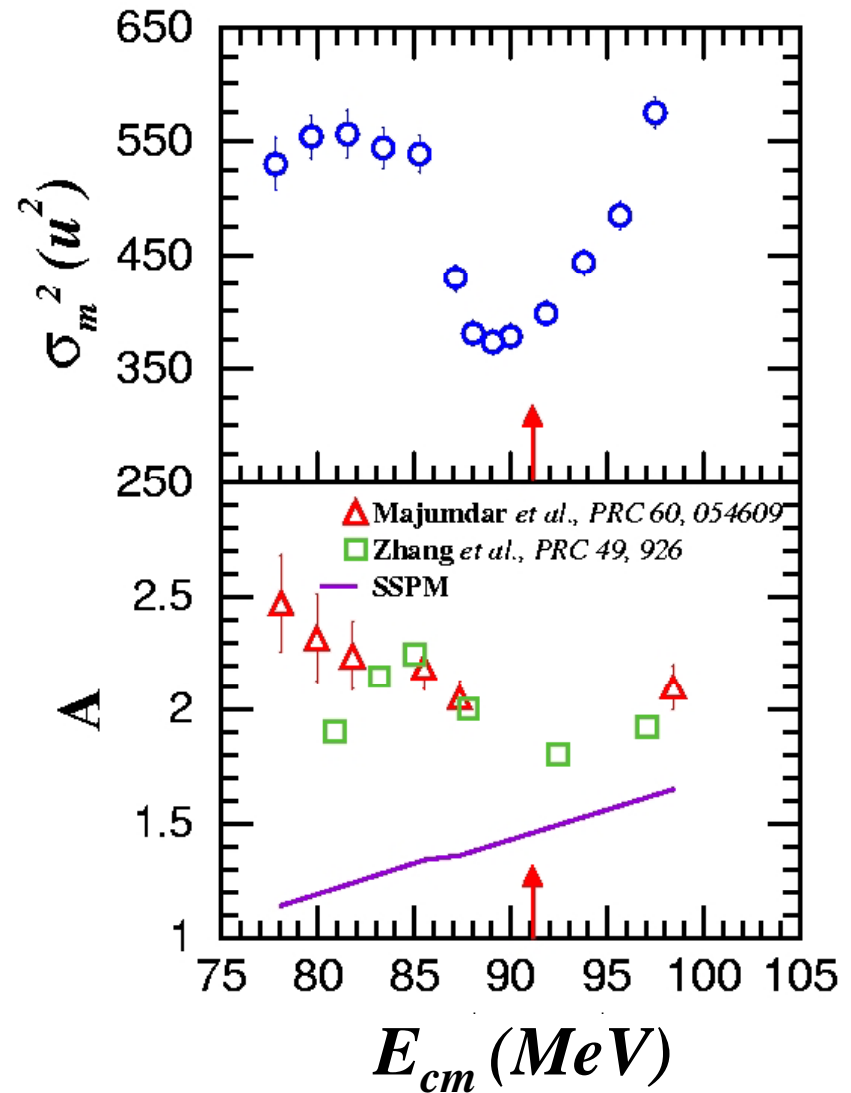 650
550
450
350
250
σm2 (u2)
Majumdar et al., PRC 60, 054609
Zhang et al., PRC 49, 926
SSPM
2.5
2
1.5
1
A
75 80 85 90 95 100 105
Ecm (MeV)